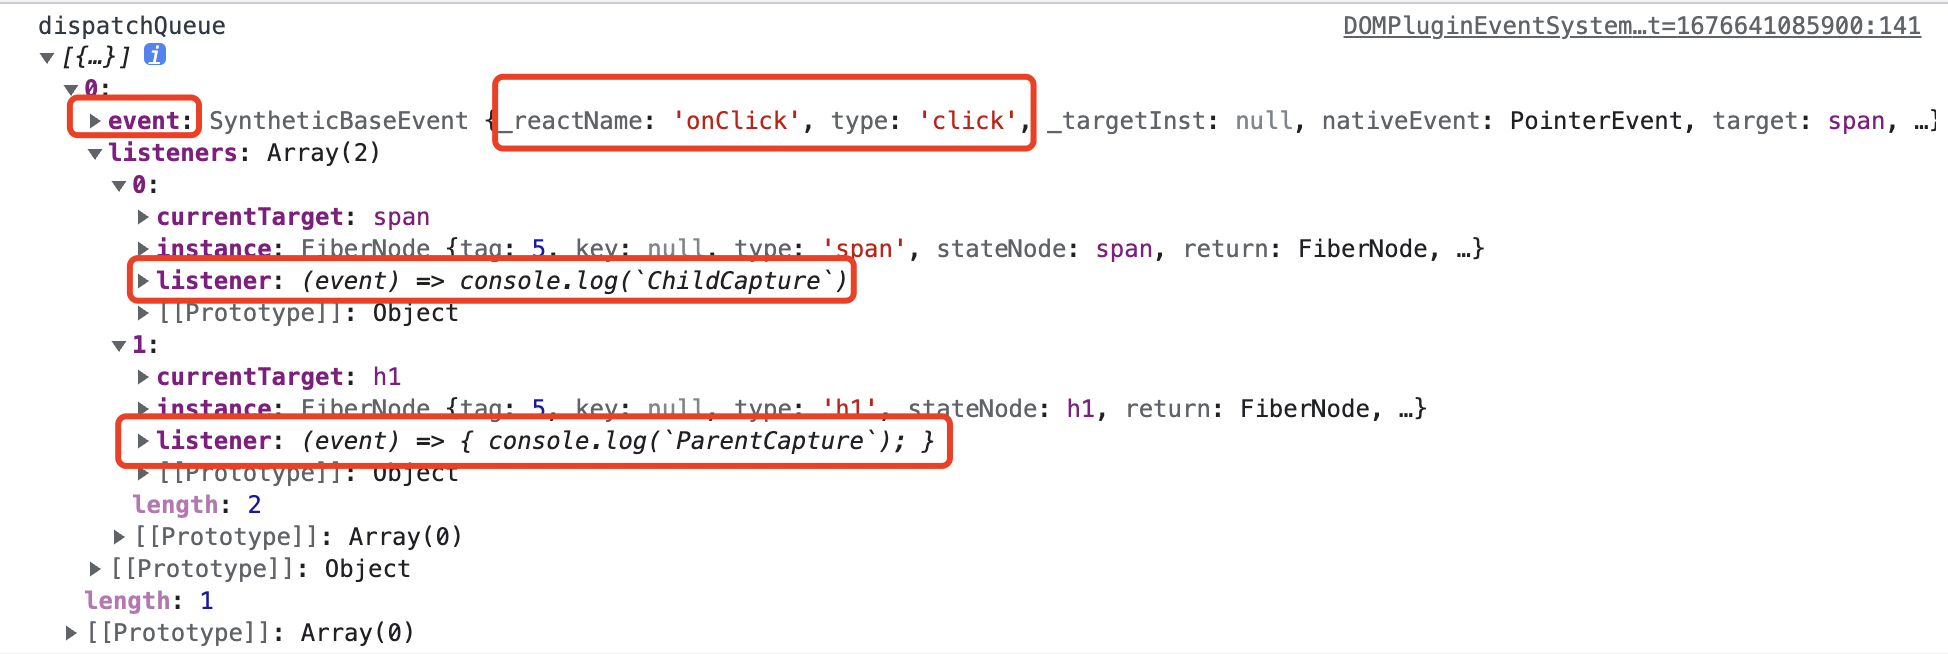 dispatchQueue DOMPluginEventSystem…t=1676641085900:141
▼ [{…}] i
▼ 0:
▶ event: SyntheticBaseEvent {_reactName: 'onClick', type: 'click', _targetInst: null, nativeEvent: PointerEvent, target: span, …}
▼ listeners: Array(2)
▼ 0:
▶ currentTarget: span
▶ instance: FiberNode {tag: 5, key: null, type: 'span', stateNode: span, return: FiberNode, …}
▶ listener: (event) => console.log(`ChildCapture`)
▶ [[Prototype]]: Object
▼ 1:
▶ currentTarget: h1
▶ instance: FiberNode {tag: 5, key: null, type: 'h1', stateNode: h1, return: FiberNode, …}
▶ listener: (event) => { console.log(`ParentCapture`); }
▶ [[Prototype]]: Object
length: 2
▶ [[Prototype]]: Array(0)
▶ [[Prototype]]: Object
length: 1
▶ [[Prototype]]: Array(0)